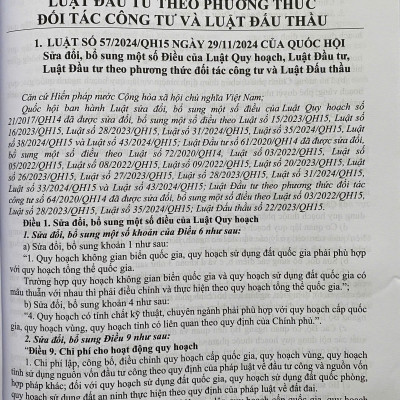 LUẬT ĐẦU TƯ THEO PHƯƠNG THỨC
ĐỐI TÁC CÔNG TƯ VÀ LUẬT ĐẤU THẦU
1. LUẬT SỐ 57/2024/QH15 NGÀY 29/11/2024 CỦA QUỐC HỘI
Sửa đổi, bổ sung một số Điều của Luật Quy hoạch, Luật Đầu tư,
Luật Đầu tư theo phương thức đối tác công tư và Luật Đấu thầu
Căn cứ Hiến pháp nước Cộng hòa xã hội chủ nghĩa Việt Nam;
Quốc hội ban hành Luật sửa đổi, bổ sung một số điều của Luật Quy hoạch số
21/2017/QH14 đã được sửa đổi, bổ sung một số điều theo Luật số 15/2023/QH15, Luật số
16/2023/QH15, Luật số 28/2023/QH15, Luật số 31/2024/QH15, Luật số 35/2024/QH15, Luật
số 38/2024/QH15 và Luật số 43/2024/QH15; Luật Đầu tư số 61/2020/QH14 đã được sửa đổi,
bổ sung một số điều theo Luật số 72/2020/QH14, Luật số 03/2022/QH15, Luật số
05/2022/QH15, Luật số 08/2022/QH15, Luật số 09/2022/QH15, Luật số 20/2023/QH15, Luật
số 26/2023/QH15, Luật số 27/2023/QH15, Luật số 28/2023/QH15, Luật số 31/2024/QH15,
Luật số 33/2024/QH15 và Luật số 43/2024/QH15; Luật Đầu tư theo phương thức đối tác
công tư số 64/2020/QH14 đã được sửa đổi, bổ sung một số điều theo Luật số 03/2022/QH15,
Luật số 28/2023/QH15, Luật số 35/2024/QH15; Luật Đấu thầu số 22/2023/QH15.
Điều 1. Sửa đổi, bổ sung một số điều của Luật Quy hoạch
1. Sửa đổi, bổ sung một số khoản của Điều 6 như sau:
a) Sửa đổi, bổ sung khoản 1 như sau:
“1. Quy hoạch không gian biển quốc gia, quy hoạch sử dụng đất quốc gia phải phù hợp
với quy hoạch tổng thể quốc gia.
Trường hợp quy hoạch không gian biển quốc gia và quy hoạch sử dụng đất quốc gia có
mâu thuẫn với nhau thì phải điều chỉnh và thực hiện theo quy hoạch tổng thể quốc gia.”;
b) Sửa đổi, bổ sung khoản 4 như sau:
“4. Quy hoạch có tính chất kỹ thuật, chuyên ngành phải phù hợp với quy hoạch cấp quốc
gia, quy hoạch vùng, quy hoạch tỉnh có liên quan theo quy định của Chính phủ.”.
2. Sửa đổi, bổ sung Điều 9 như sau:
“Điều 9. Chi phí cho hoạt động quy hoạch
1. Chi phí lập, công bố, điều chỉnh quy hoạch cấp quốc gia, quy hoạch vùng, quy hoạch
tỉnh sử dụng nguồn vốn đầu tư công theo quy định của pháp luật về đầu tư công và nguồn vốn
hợp pháp khác; đối với quy hoạch sử dụng đất quốc gia, quy hoạch sử dụng đất quốc phòng,
quy hoạch sử dụng đất an ninh thực hiện theo quy định của pháp luật về đất đai.